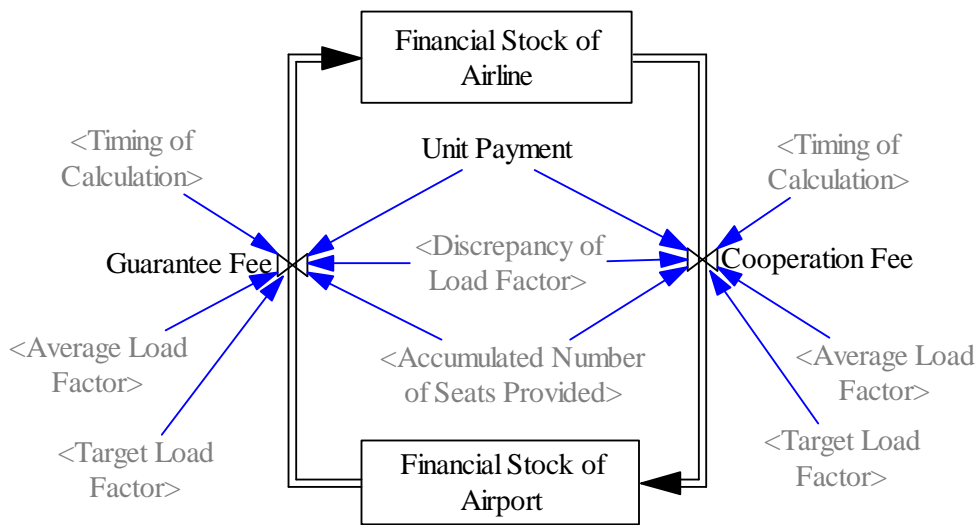 Financial Stock of
Airline
<Timing of
Calculation>
Unit Payment
<Timing of
Calculation>
Guarantee Fee
<Discrepancy of
Load Factor>
Cooperation Fee
<Average Load
Factor>
<Accumulated Number
of Seats Provided>
<Average Load
Factor>
<Target Load
Factor>
Financial Stock of
Airport
<Target Load
Factor>